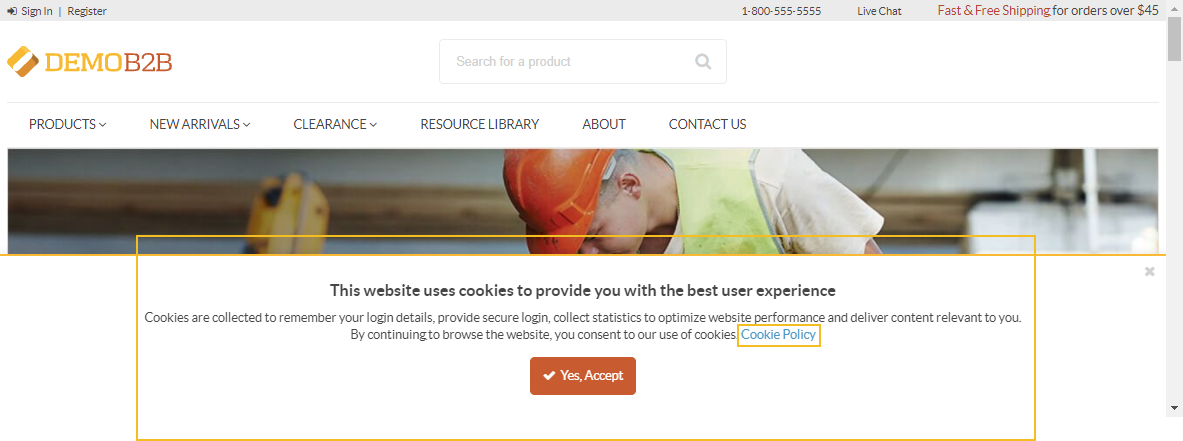 Sign In | Register
1-800-555-5555
Live Chat
Fast & Free Shipping for orders over $45
DEMOB2B
Search for a product
PRODUCTS
NEW ARRIVALS
CLEARANCE
RESOURCE LIBRARY
ABOUT
CONTACT US
This website uses cookies to provide you with the best user experience
Cookies are collected to remember your login details, provide secure login, collect statistics to optimize website performance and deliver content relevant to you.
By continuing to browse the website, you consent to our use of cookies. Cookie Policy
Yes, Accept